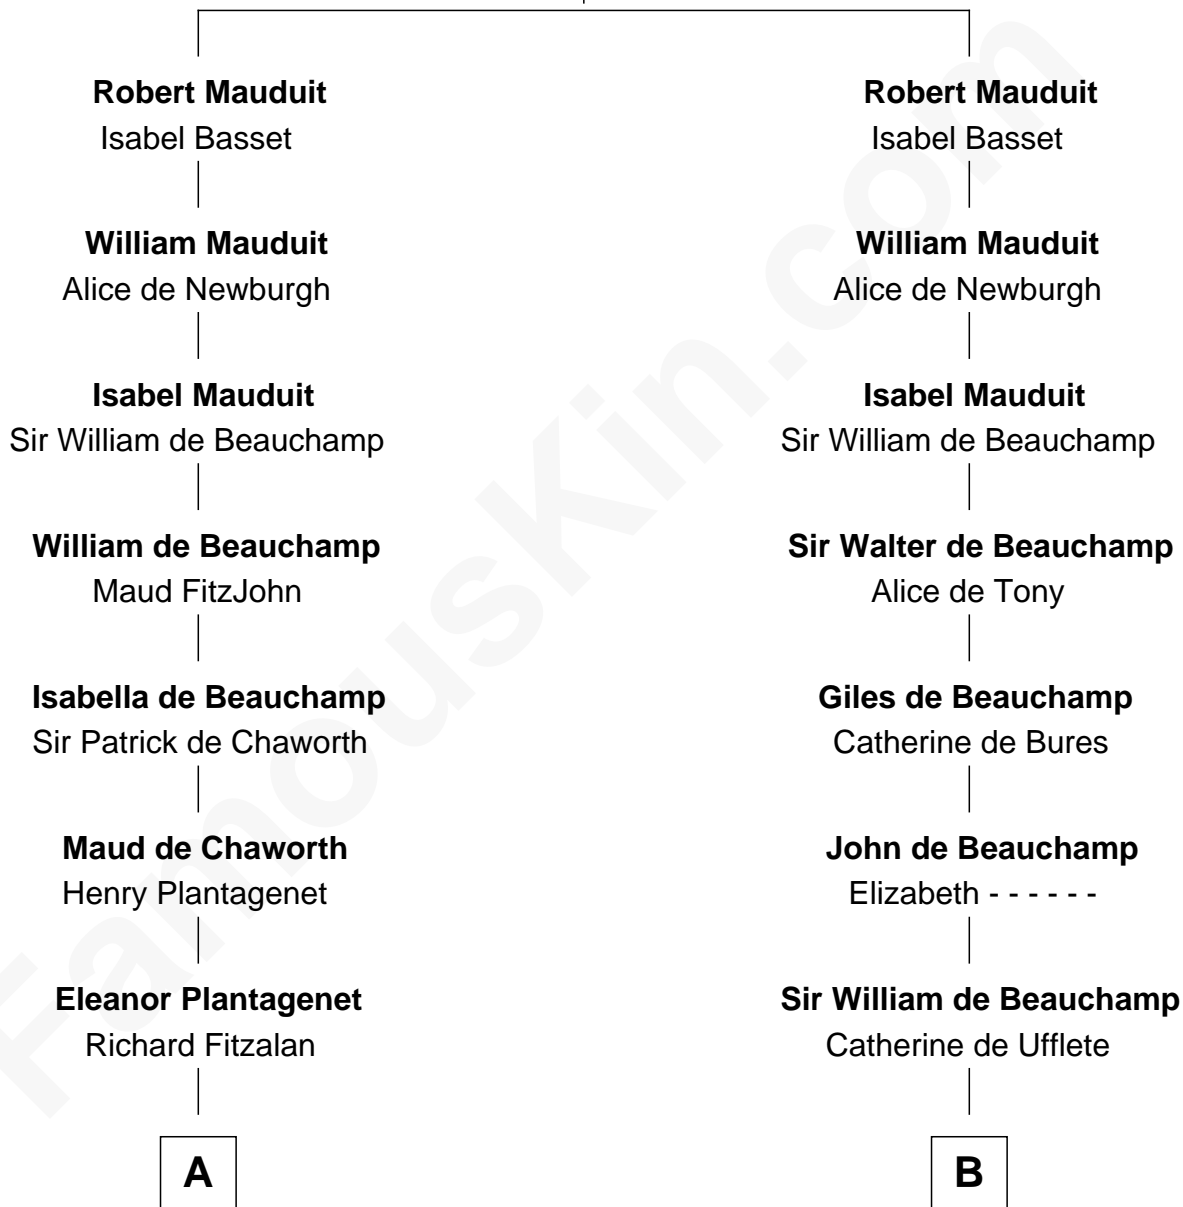 Robert Mauduit
Isabel Basset
William Mauduit
Alice de Newburgh
Isabel Mauduit
Sir William de Beauchamp
William de Beauchamp
Maud FitzJohn
Isabella de Beauchamp
Sir Patrick de Chaworth
Maud de Chaworth
Henry Plantagenet
Eleanor Plantagenet
Richard Fitzalan
A
Robert Mauduit
Isabel Basset
William Mauduit
Alice de Newburgh
Isabel Mauduit
Sir William de Beauchamp
Sir Walter de Beauchamp
Alice de Tony
Giles de Beauchamp
Catherine de Bures
John de Beauchamp
Elizabeth - - - - - -
Sir William de Beauchamp
Catherine de Ufflete
B
FamousKin.com